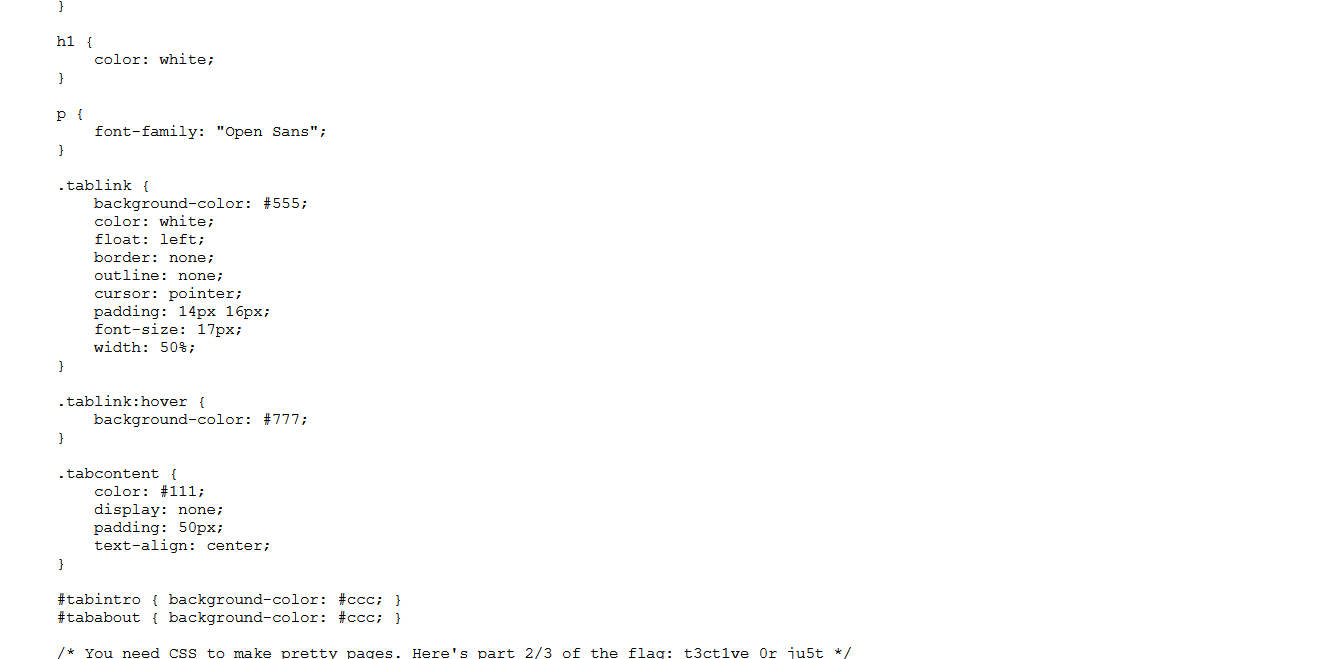 }

h1 {
    color: white;
}

p {
    font-family: "Open Sans";
}

.tablink {
    background-color: #555;
    color: white;
    float: left;
    border: none;
    outline: none;
    cursor: pointer;
    padding: 14px 16px;
    font-size: 17px;
    width: 50%;
}

.tablink:hover {
    background-color: #777;
}

.tabcontent {
    color: #111;
    display: none;
    padding: 50px;
    text-align: center;
}

#tabintro { background-color: #ccc; }
#tababout { background-color: #ccc; }

/* You need CSS to make pretty pages. Here's part 2/3 of the flag: t3ct1ve 0r ju5t */